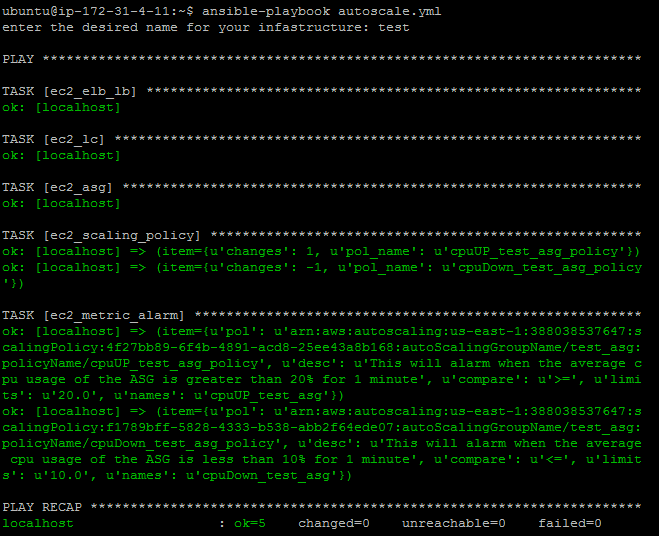 ubuntu@ip-172-31-4-11:~$ ansible-playbook autoscale.yml
enter the desired name for your infastructure: test
PLAY ***************************************************************************
TASK [ec2_elb_lb] **************************************************************
ok: [localhost]
TASK [ec2_lc] ******************************************************************
ok: [localhost]
TASK [ec2_asg] *****************************************************************
ok: [localhost]
TASK [ec2_scaling_policy] ******************************************************
ok: [localhost] => (item={u'changes': 1, u'pol_name': u'cpuUP_test_asg_policy'})
ok: [localhost] => (item={u'changes': -1, u'pol_name': u'cpuDown_test_asg_policy
'})
TASK [ec2_metric_alarm] ********************************************************
ok: [localhost] => (item={u'pol': u'arn:aws:autoscaling:us-east-1:388038537647:s
calingPolicy:4f27bb89-6f4b-4891-acd8-25ee43a8b168:autoScalingGroupName/test_asg:
policyName/cpuUP_test_asg_policy', u'desc': u'This will alarm when the average c
pu usage of the ASG is greater than 20% for 1 minute', u'compare': u'>=', u'limi
ts': u'20.0', u'names': u'cpuUP_test_asg'})
ok: [localhost] => (item={u'pol': u'arn:aws:autoscaling:us-east-1:388038537647:s
calingPolicy:f1789bff-5828-4333-b538-abb2f64ede07:autoScalingGroupName/test_asg:
policyName/cpuDown_test_asg_policy', u'desc': u'This will alarm when the average
 cpu usage of the ASG is less than 10% for 1 minute', u'compare': u'<=', u'limit
s': u'10.0', u'names': u'cpuDown_test_asg'})
PLAY RECAP *********************************************************************
localhost                  : ok=5    changed=0    unreachable=0    failed=0